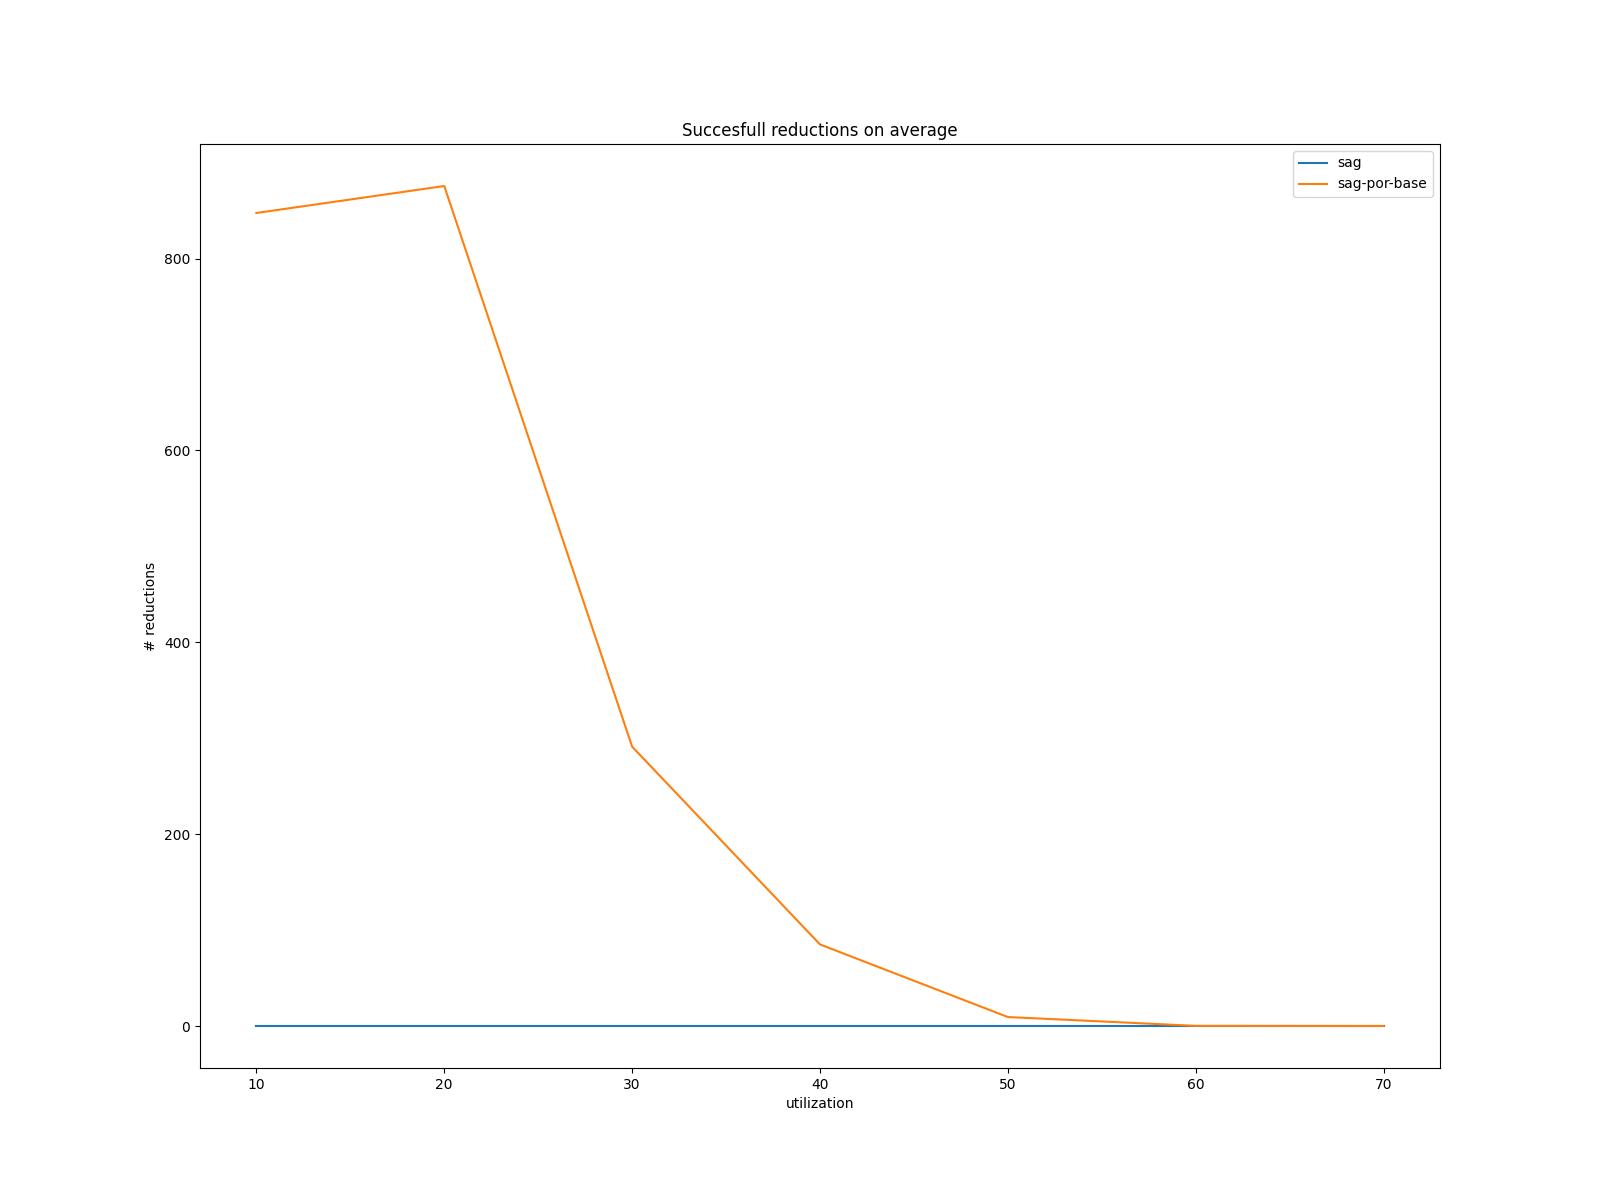 Succesfull reductions on average
sag
sag-por-base
# reductions
800
600
400
200
0
10 20 30 40 50 60 70
utilization